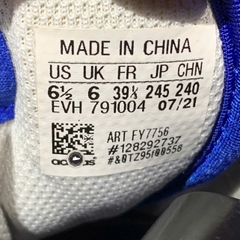 MADE IN CHINA
US UK FR JP CHN
6½ 6 39⅓ 245 240
EVH 791004 07/21
ART FY7756
#128292737
adidas #&0TZ95f00558